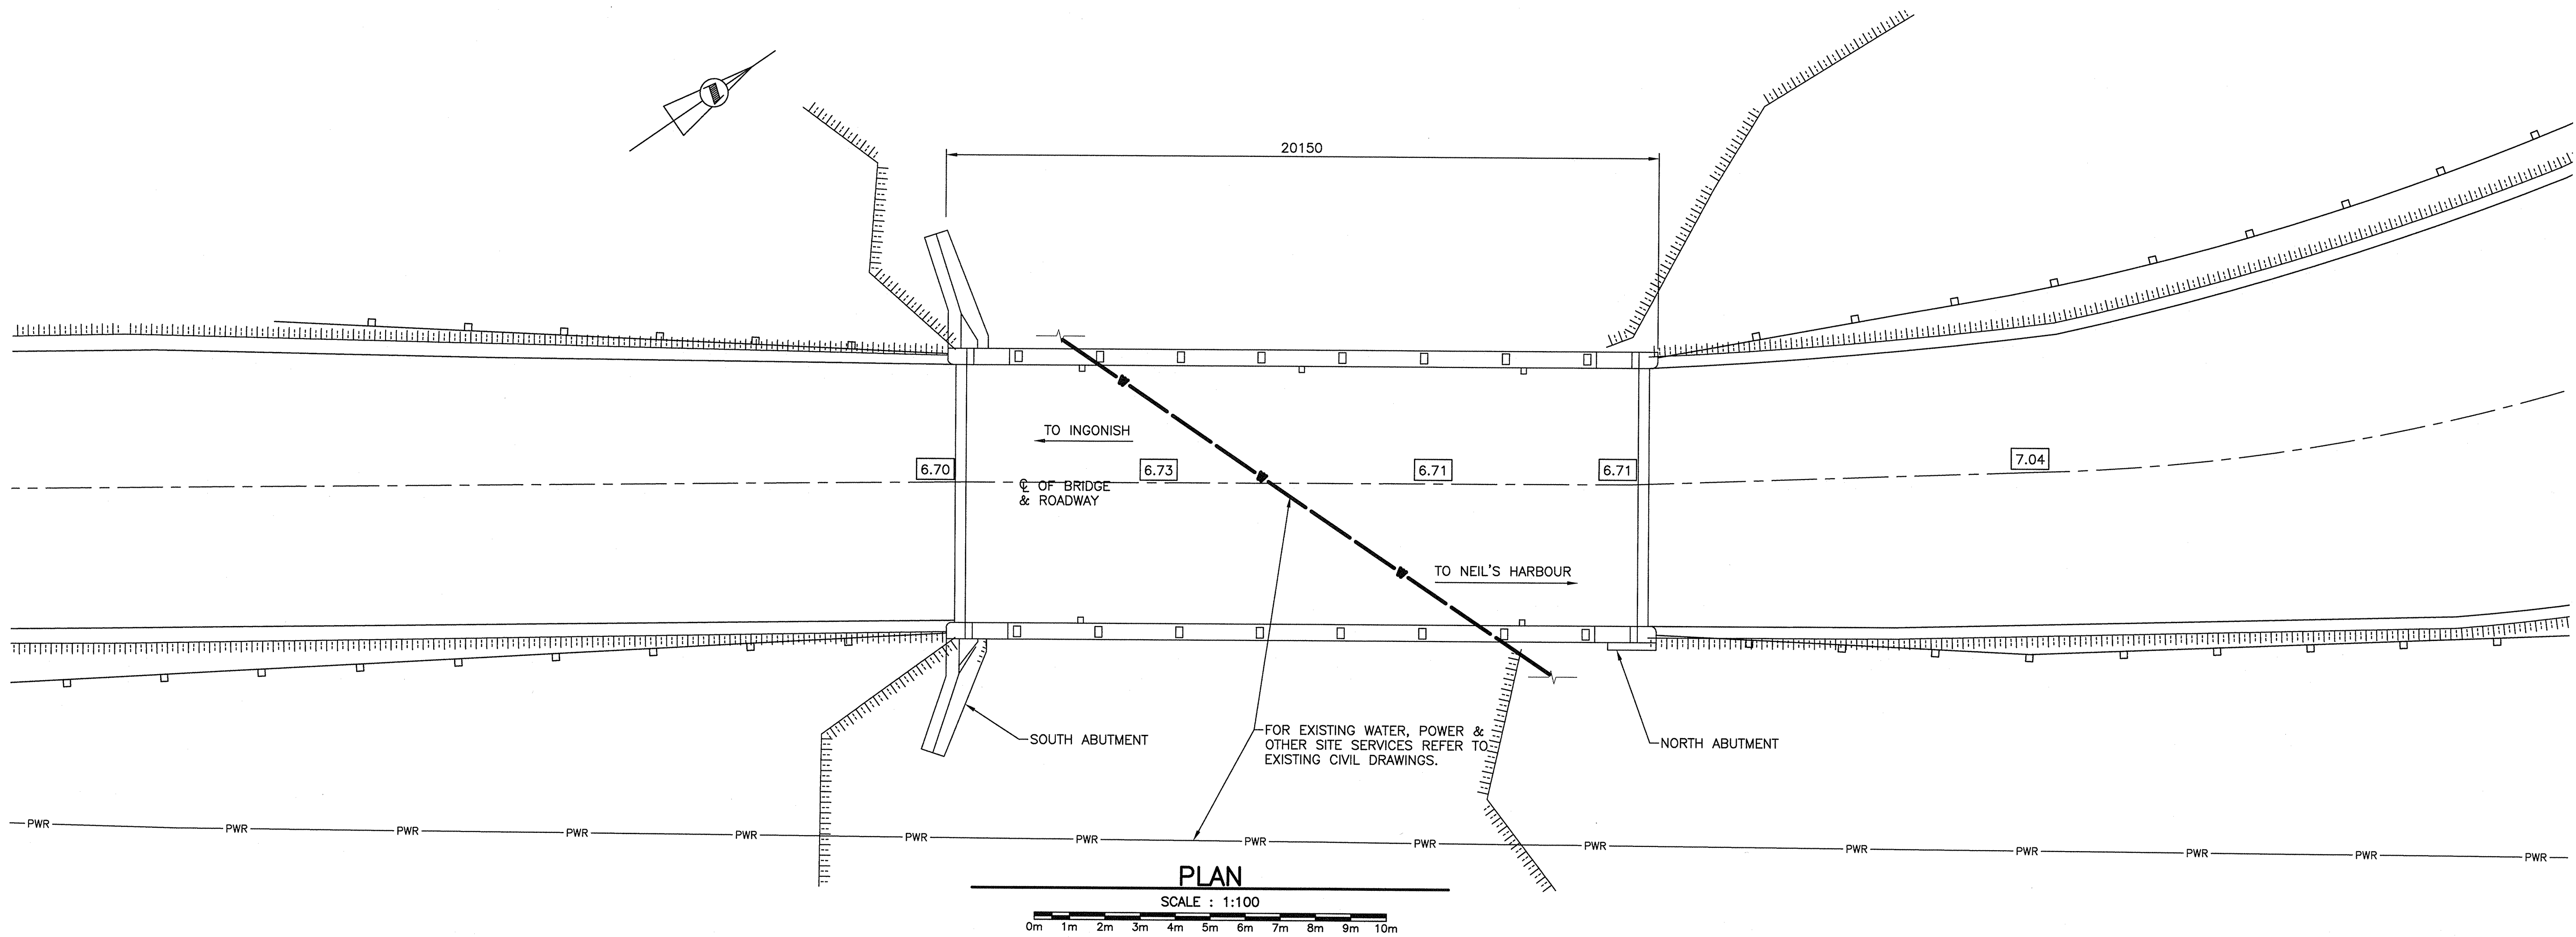 20150
TO INGONISH
6.70
6.73
6.71
6.71
7.04
℄ OF BRIDGE
& ROADWAY
TO NEIL'S HARBOUR
SOUTH ABUTMENT
FOR EXISTING WATER, POWER &
OTHER SITE SERVICES REFER TO
EXISTING CIVIL DRAWINGS.
NORTH ABUTMENT
PWR PWR PWR PWR PWR PWR PWR PWR PWR PWR PWR PWR PWR PWR PWR
PLAN
SCALE : 1:100
0m 1m 2m 3m 4m 5m 6m 7m 8m 9m 10m